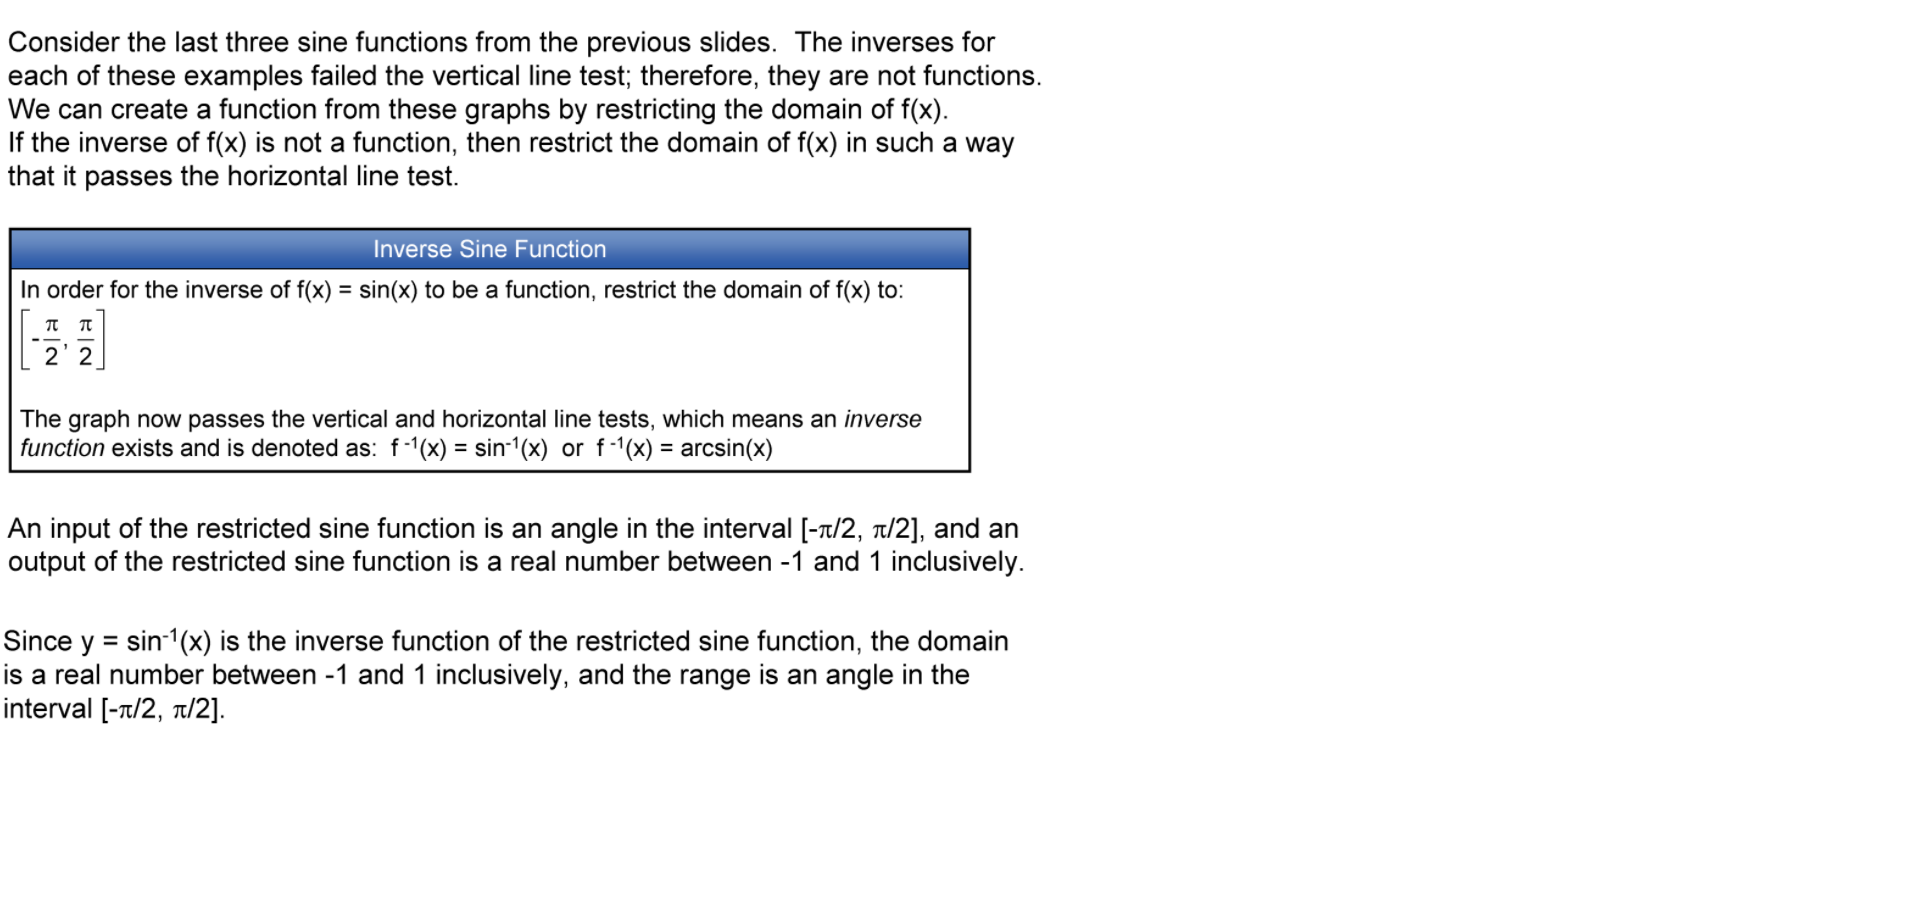 Consider the last three sine functions from the previous slides.  The inverses for
each of these examples failed the vertical line test; therefore, they are not functions.
We can create a function from these graphs by restricting the domain of f(x).
If the inverse of f(x) is not a function, then restrict the domain of f(x) in such a way
that it passes the horizontal line test.
Inverse Sine Function
In order for the inverse of f(x) = sin(x) to be a function, restrict the domain of f(x) to:
[-π/2, π/2]
The graph now passes the vertical and horizontal line tests, which means an inverse
function exists and is denoted as:  f⁻¹(x) = sin⁻¹(x)  or  f⁻¹(x) = arcsin(x)
An input of the restricted sine function is an angle in the interval [-π/2, π/2], and an
output of the restricted sine function is a real number between -1 and 1 inclusively.
Since y = sin⁻¹(x) is the inverse function of the restricted sine function, the domain
is a real number between -1 and 1 inclusively, and the range is an angle in the
interval [-π/2, π/2].